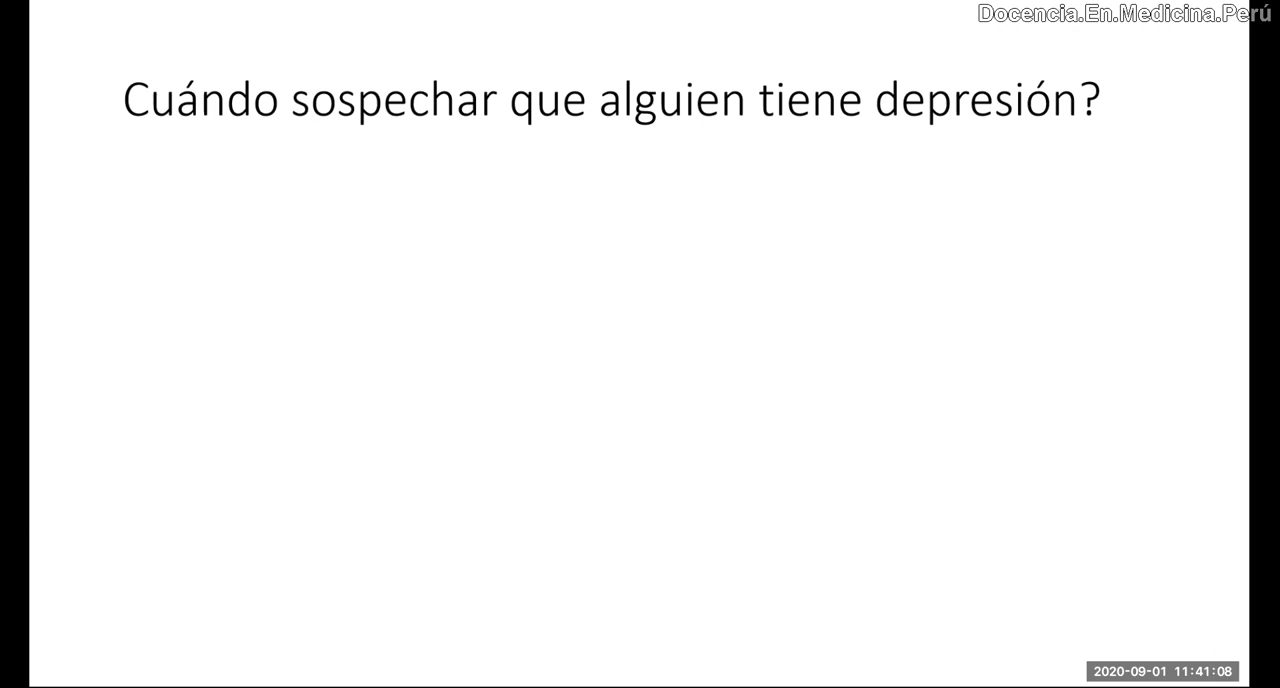 Docencia.En.Medicina.Perú
Cuándo sospechar que alguien tiene depresión?
2020-09-01 11:41:08